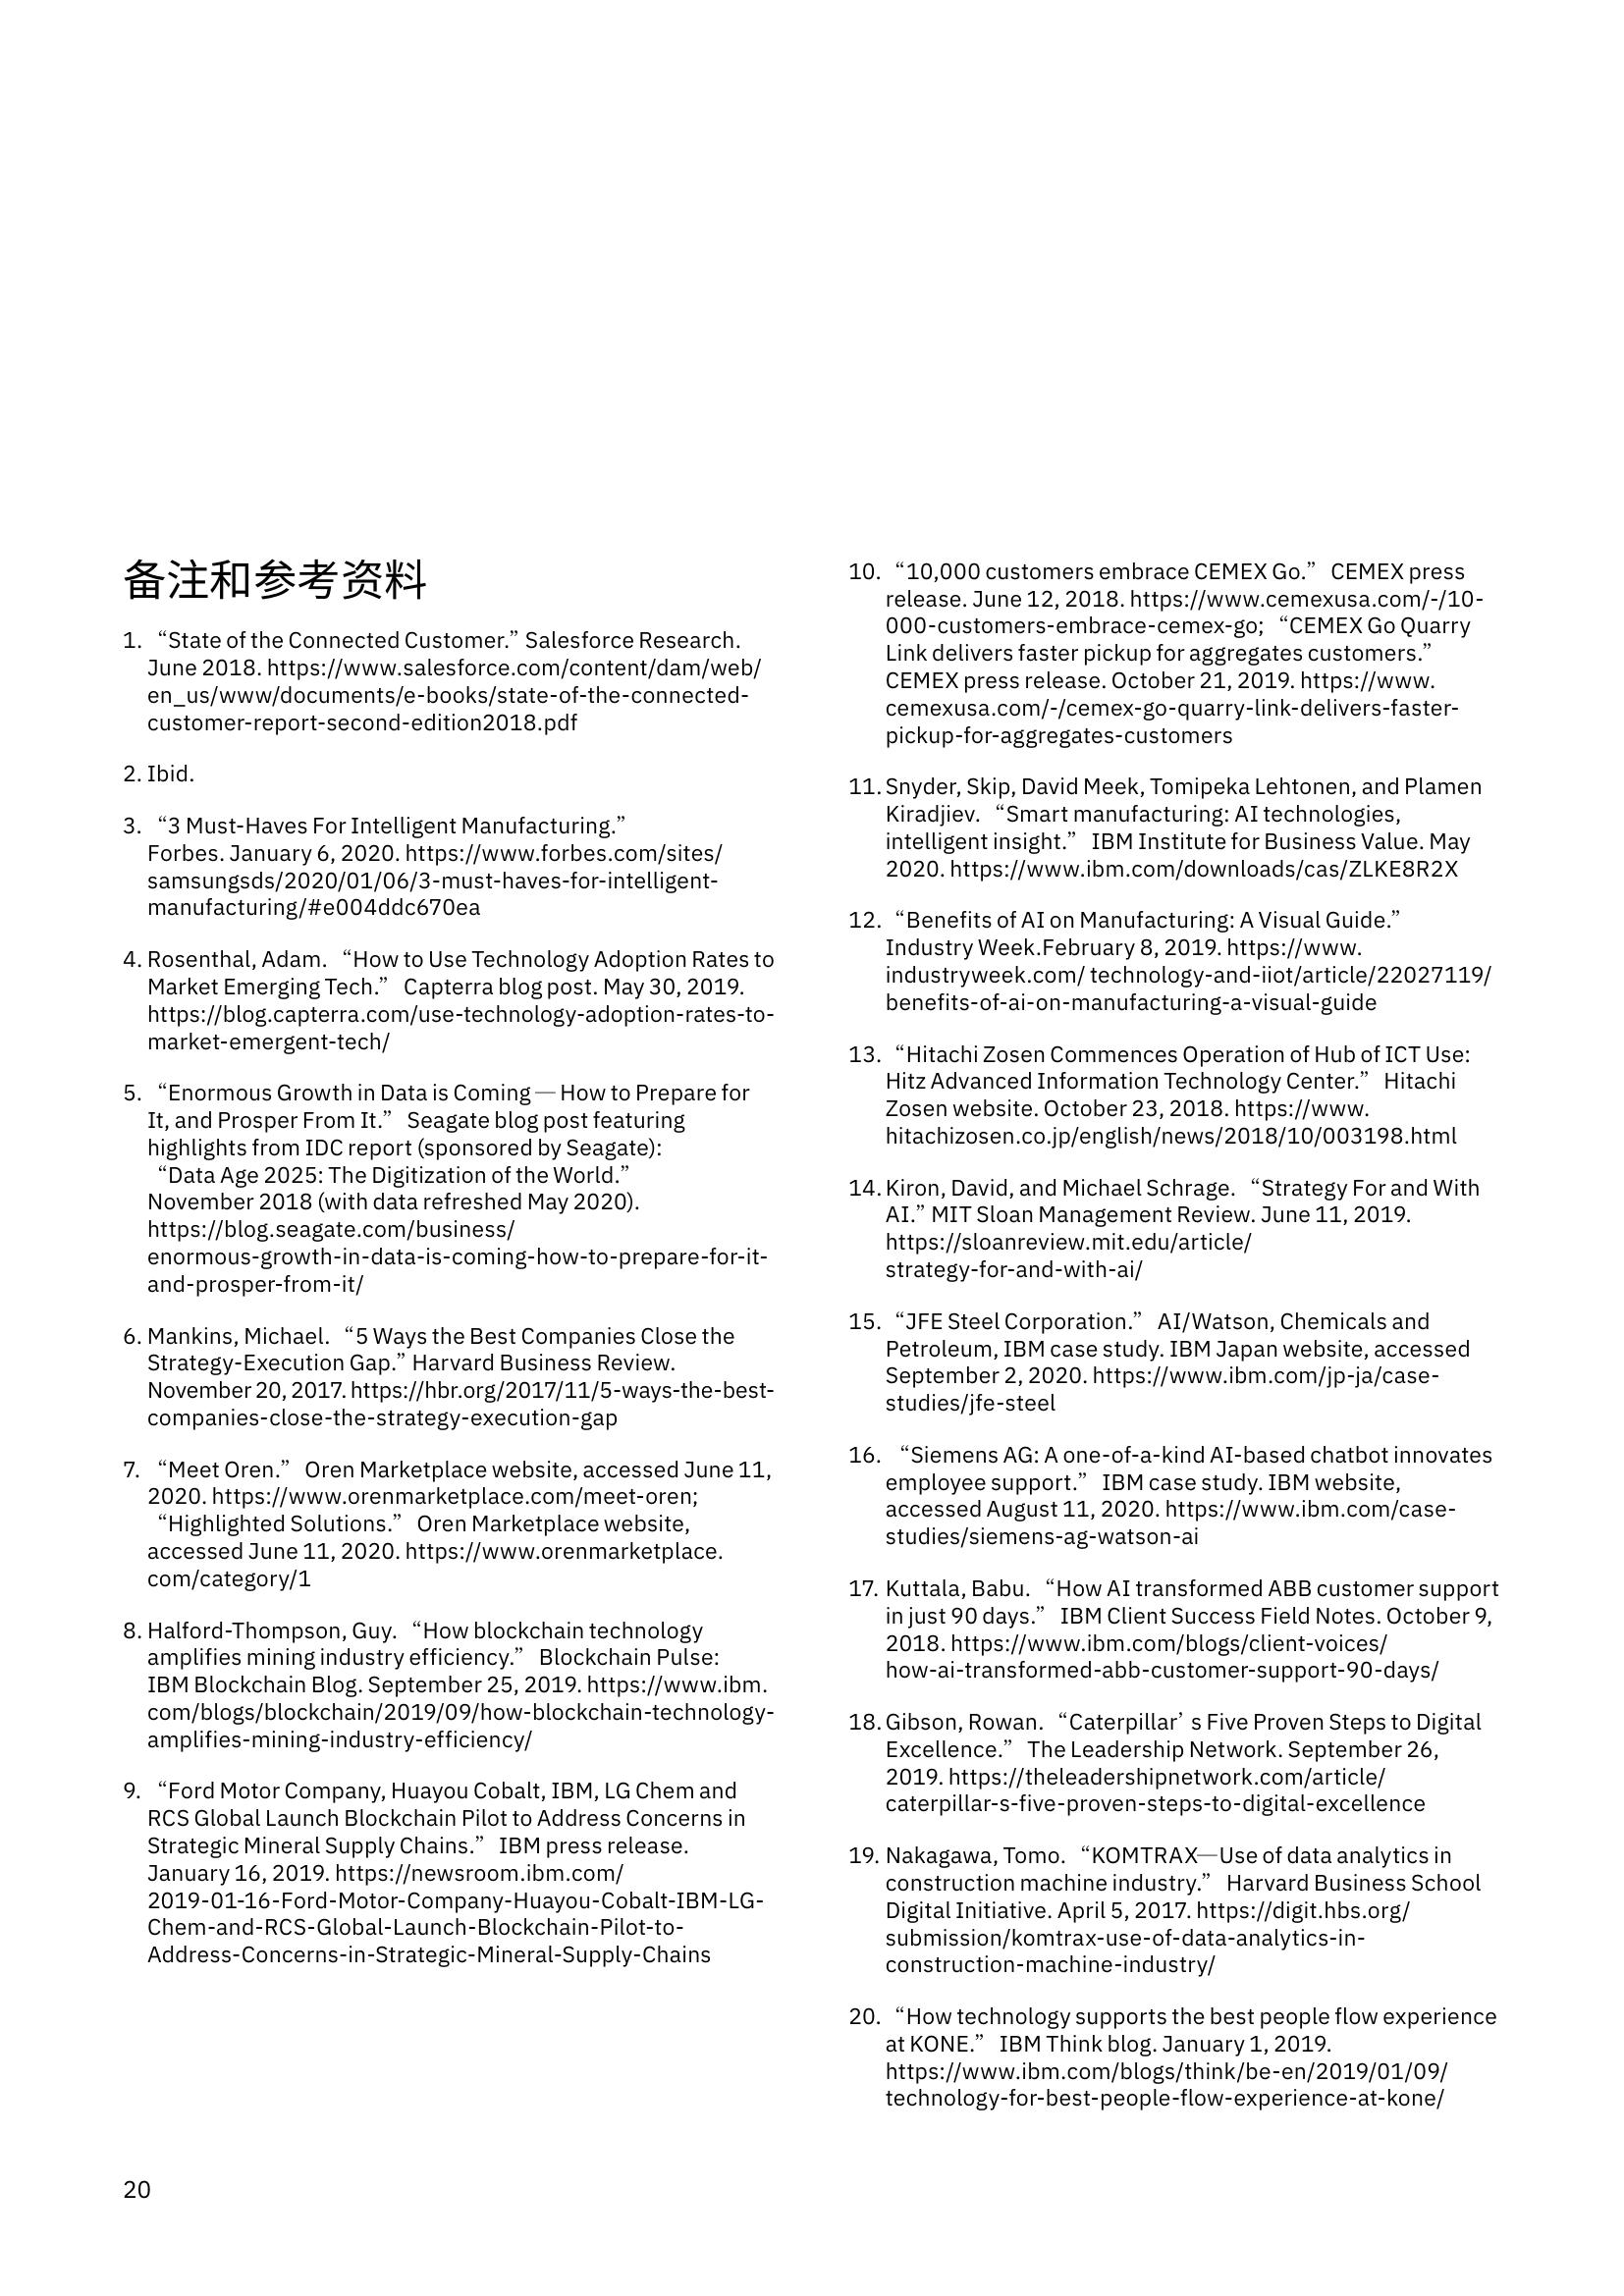 备注和参考资料
1. “State of the Connected Customer.” Salesforce Research.
June 2018. https://www.salesforce.com/content/dam/web/
en_us/www/documents/e-books/state-of-the-connected-
customer-report-second-edition2018.pdf
2. Ibid.
3. “3 Must-Haves For Intelligent Manufacturing.”
Forbes. January 6, 2020. https://www.forbes.com/sites/
samsungsds/2020/01/06/3-must-haves-for-intelligent-
manufacturing/#e004ddc670ea
4. Rosenthal, Adam. “How to Use Technology Adoption Rates to
Market Emerging Tech.” Capterra blog post. May 30, 2019.
https://blog.capterra.com/use-technology-adoption-rates-to-
market-emergent-tech/
5. “Enormous Growth in Data is Coming — How to Prepare for
It, and Prosper From It.” Seagate blog post featuring
highlights from IDC report (sponsored by Seagate):
“Data Age 2025: The Digitization of the World.”
November 2018 (with data refreshed May 2020).
https://blog.seagate.com/business/
enormous-growth-in-data-is-coming-how-to-prepare-for-it-
and-prosper-from-it/
6. Mankins, Michael. “5 Ways the Best Companies Close the
Strategy-Execution Gap.” Harvard Business Review.
November 20, 2017. https://hbr.org/2017/11/5-ways-the-best-
companies-close-the-strategy-execution-gap
7. “Meet Oren.” Oren Marketplace website, accessed June 11,
2020. https://www.orenmarketplace.com/meet-oren;
“Highlighted Solutions.” Oren Marketplace website,
accessed June 11, 2020. https://www.orenmarketplace.
com/category/1
8. Halford-Thompson, Guy. “How blockchain technology
amplifies mining industry efficiency.” Blockchain Pulse:
IBM Blockchain Blog. September 25, 2019. https://www.ibm.
com/blogs/blockchain/2019/09/how-blockchain-technology-
amplifies-mining-industry-efficiency/
9. “Ford Motor Company, Huayou Cobalt, IBM, LG Chem and
RCS Global Launch Blockchain Pilot to Address Concerns in
Strategic Mineral Supply Chains.” IBM press release.
January 16, 2019. https://newsroom.ibm.com/
2019-01-16-Ford-Motor-Company-Huayou-Cobalt-IBM-LG-
Chem-and-RCS-Global-Launch-Blockchain-Pilot-to-
Address-Concerns-in-Strategic-Mineral-Supply-Chains
10. “10,000 customers embrace CEMEX Go.” CEMEX press
release. June 12, 2018. https://www.cemexusa.com/-/10-
000-customers-embrace-cemex-go; “CEMEX Go Quarry
Link delivers faster pickup for aggregates customers.”
CEMEX press release. October 21, 2019. https://www.
cemexusa.com/-/cemex-go-quarry-link-delivers-faster-
pickup-for-aggregates-customers
11. Snyder, Skip, David Meek, Tomipeka Lehtonen, and Plamen
Kiradjiev. “Smart manufacturing: AI technologies,
intelligent insight.” IBM Institute for Business Value. May
2020. https://www.ibm.com/downloads/cas/ZLKE8R2X
12. “Benefits of AI on Manufacturing: A Visual Guide.”
Industry Week.February 8, 2019. https://www.
industryweek.com/ technology-and-iiot/article/22027119/
benefits-of-ai-on-manufacturing-a-visual-guide
13. “Hitachi Zosen Commences Operation of Hub of ICT Use:
Hitz Advanced Information Technology Center.” Hitachi
Zosen website. October 23, 2018. https://www.
hitachizosen.co.jp/english/news/2018/10/003198.html
14. Kiron, David, and Michael Schrage. “Strategy For and With
AI.” MIT Sloan Management Review. June 11, 2019.
https://sloanreview.mit.edu/article/
strategy-for-and-with-ai/
15. “JFE Steel Corporation.” AI/Watson, Chemicals and
Petroleum, IBM case study. IBM Japan website, accessed
September 2, 2020. https://www.ibm.com/jp-ja/case-
studies/jfe-steel
16. “Siemens AG: A one-of-a-kind AI-based chatbot innovates
employee support.” IBM case study. IBM website,
accessed August 11, 2020. https://www.ibm.com/case-
studies/siemens-ag-watson-ai
17. Kuttala, Babu. “How AI transformed ABB customer support
in just 90 days.” IBM Client Success Field Notes. October 9,
2018. https://www.ibm.com/blogs/client-voices/
how-ai-transformed-abb-customer-support-90-days/
18. Gibson, Rowan. “Caterpillar’ s Five Proven Steps to Digital
Excellence.” The Leadership Network. September 26,
2019. https://theleadershipnetwork.com/article/
caterpillar-s-five-proven-steps-to-digital-excellence
19. Nakagawa, Tomo. “KOMTRAX—Use of data analytics in
construction machine industry.” Harvard Business School
Digital Initiative. April 5, 2017. https://digit.hbs.org/
submission/komtrax-use-of-data-analytics-in-
construction-machine-industry/
20. “How technology supports the best people flow experience
at KONE.” IBM Think blog. January 1, 2019.
https://www.ibm.com/blogs/think/be-en/2019/01/09/
technology-for-best-people-flow-experience-at-kone/
20